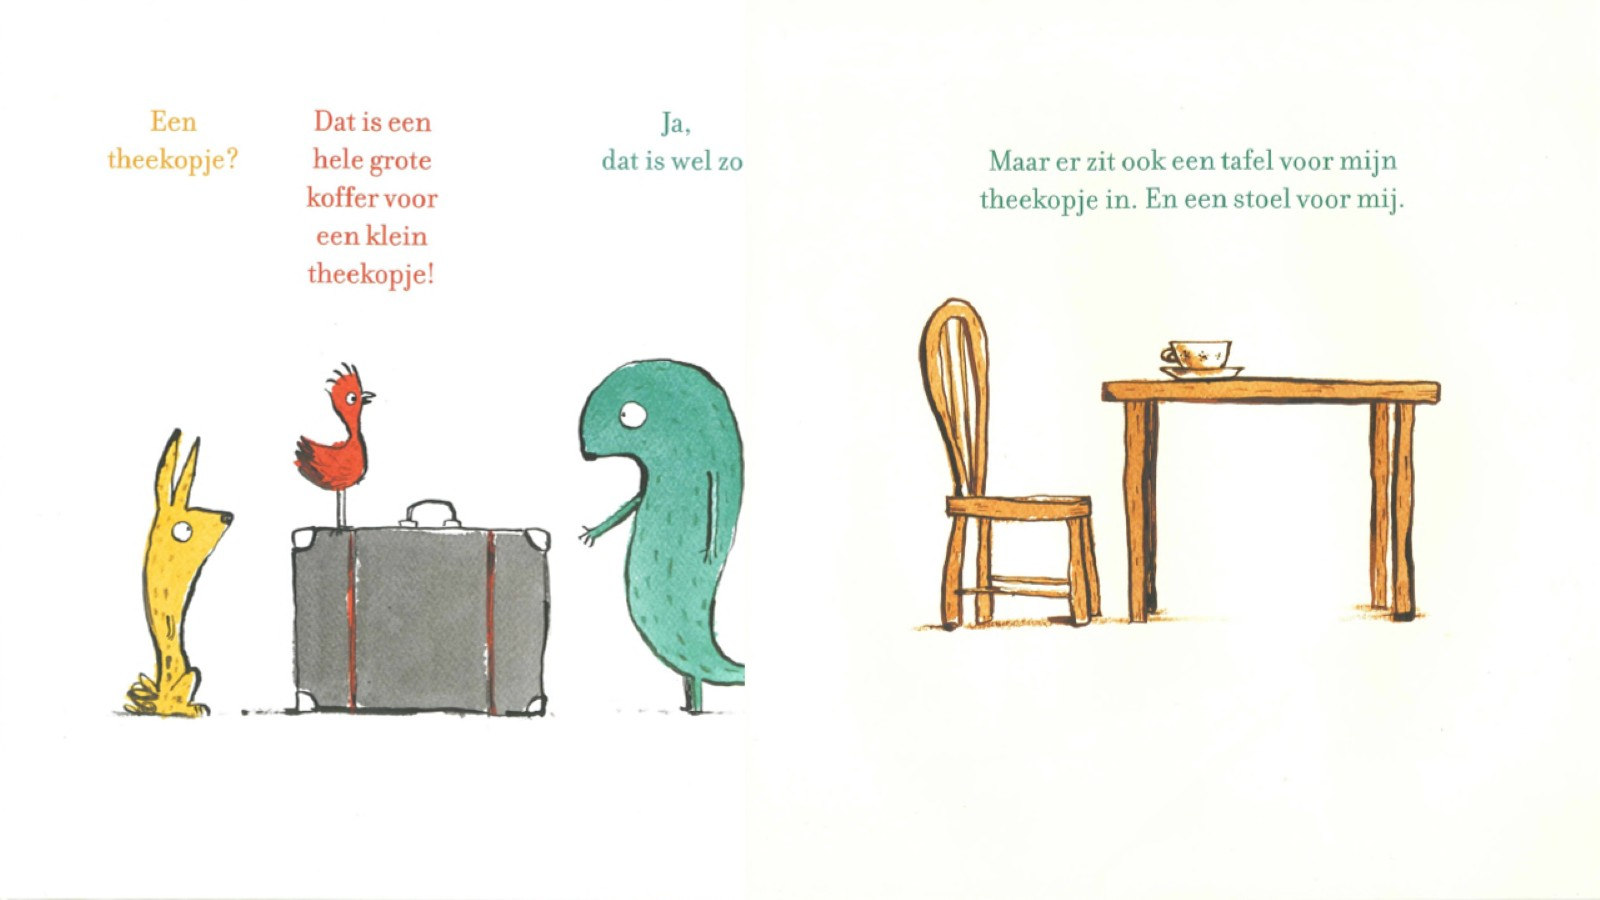 Een
theekopje?
Dat is een
hele grote
koffer voor
een klein
theekopje!
Ja,
dat is wel zo
Maar er zit ook een tafel voor mijn
theekopje in. En een stoel voor mij.